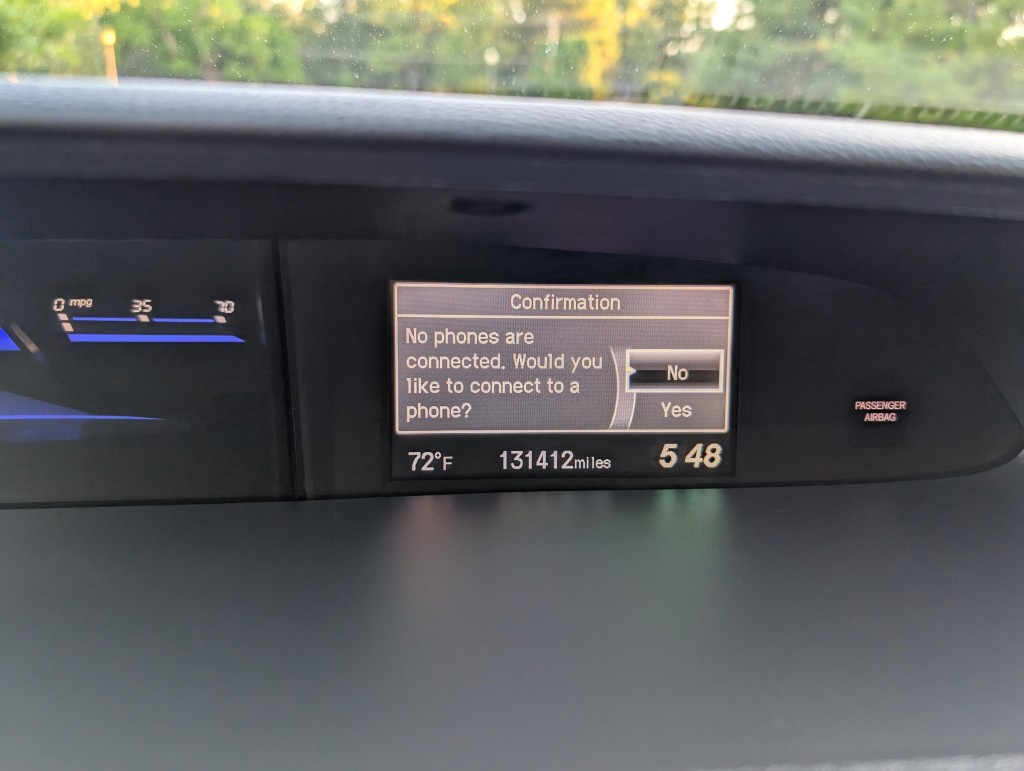 0 mpg 35 70
Confirmation
No phones are
connected. Would you
like to connect to a
phone?
No
Yes
72°F 131412miles 5 48
PASSENGER
AIRBAG